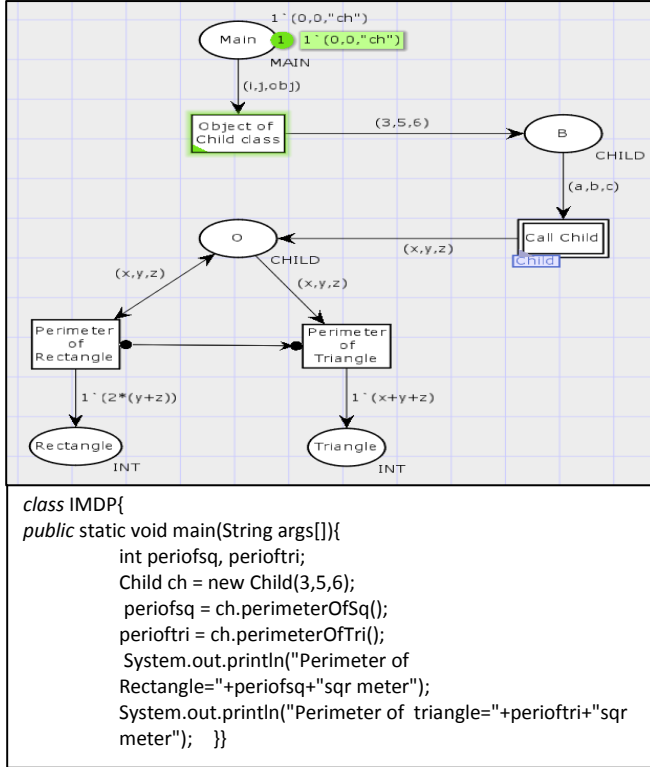 1`(0,0,"ch")
Main
1
1`(0,0,"ch")
MAIN
(i,j,obj)
Object of
Child class
(3,5,6)
B
CHILD
(a,b,c)
O
CHILD
(x,y,z)
Call Child
Child
(x,y,z)
(x,y,z)
Perimeter
of
Rectangle
Perimeter
of
Triangle
1`(2*(y+z))
1`(x+y+z)
Rectangle
INT
Triangle
INT
class IMDP{
public static void main(String args[]){
int periofsq, perioftri;
Child ch = new Child(3,5,6);
periofsq = ch.perimeterOfSq();
perioftri = ch.perimeterOfTri();
System.out.println("Perimeter of
Rectangle="+periofsq+"sqr meter");
System.out.println("Perimeter of triangle="+perioftri+"sqr
meter"); }}